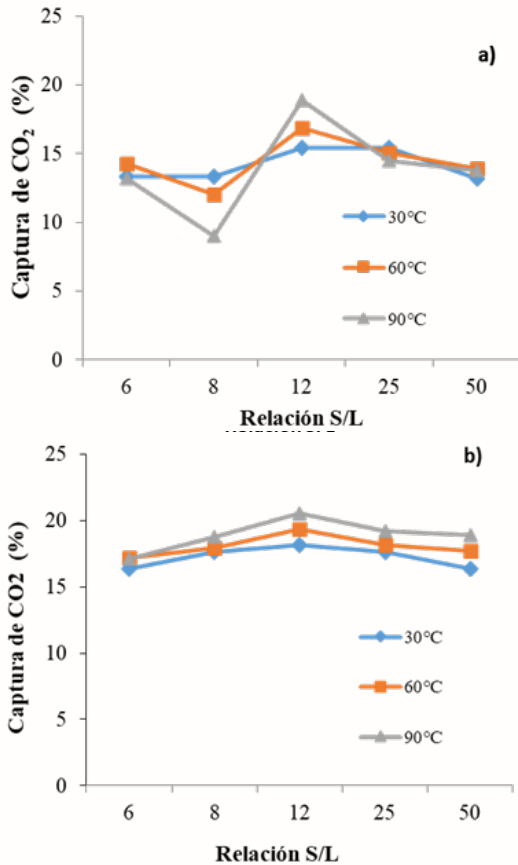 25
a)
20
15
10
5
0
Captura de CO₂ (%)
30°C
60°C
90°C
6 8 12 25 50
Relación S/L
25
b)
20
15
10
5
0
Captura de CO2 (%)
30°C
60°C
90°C
6 8 12 25 50
Relación S/L